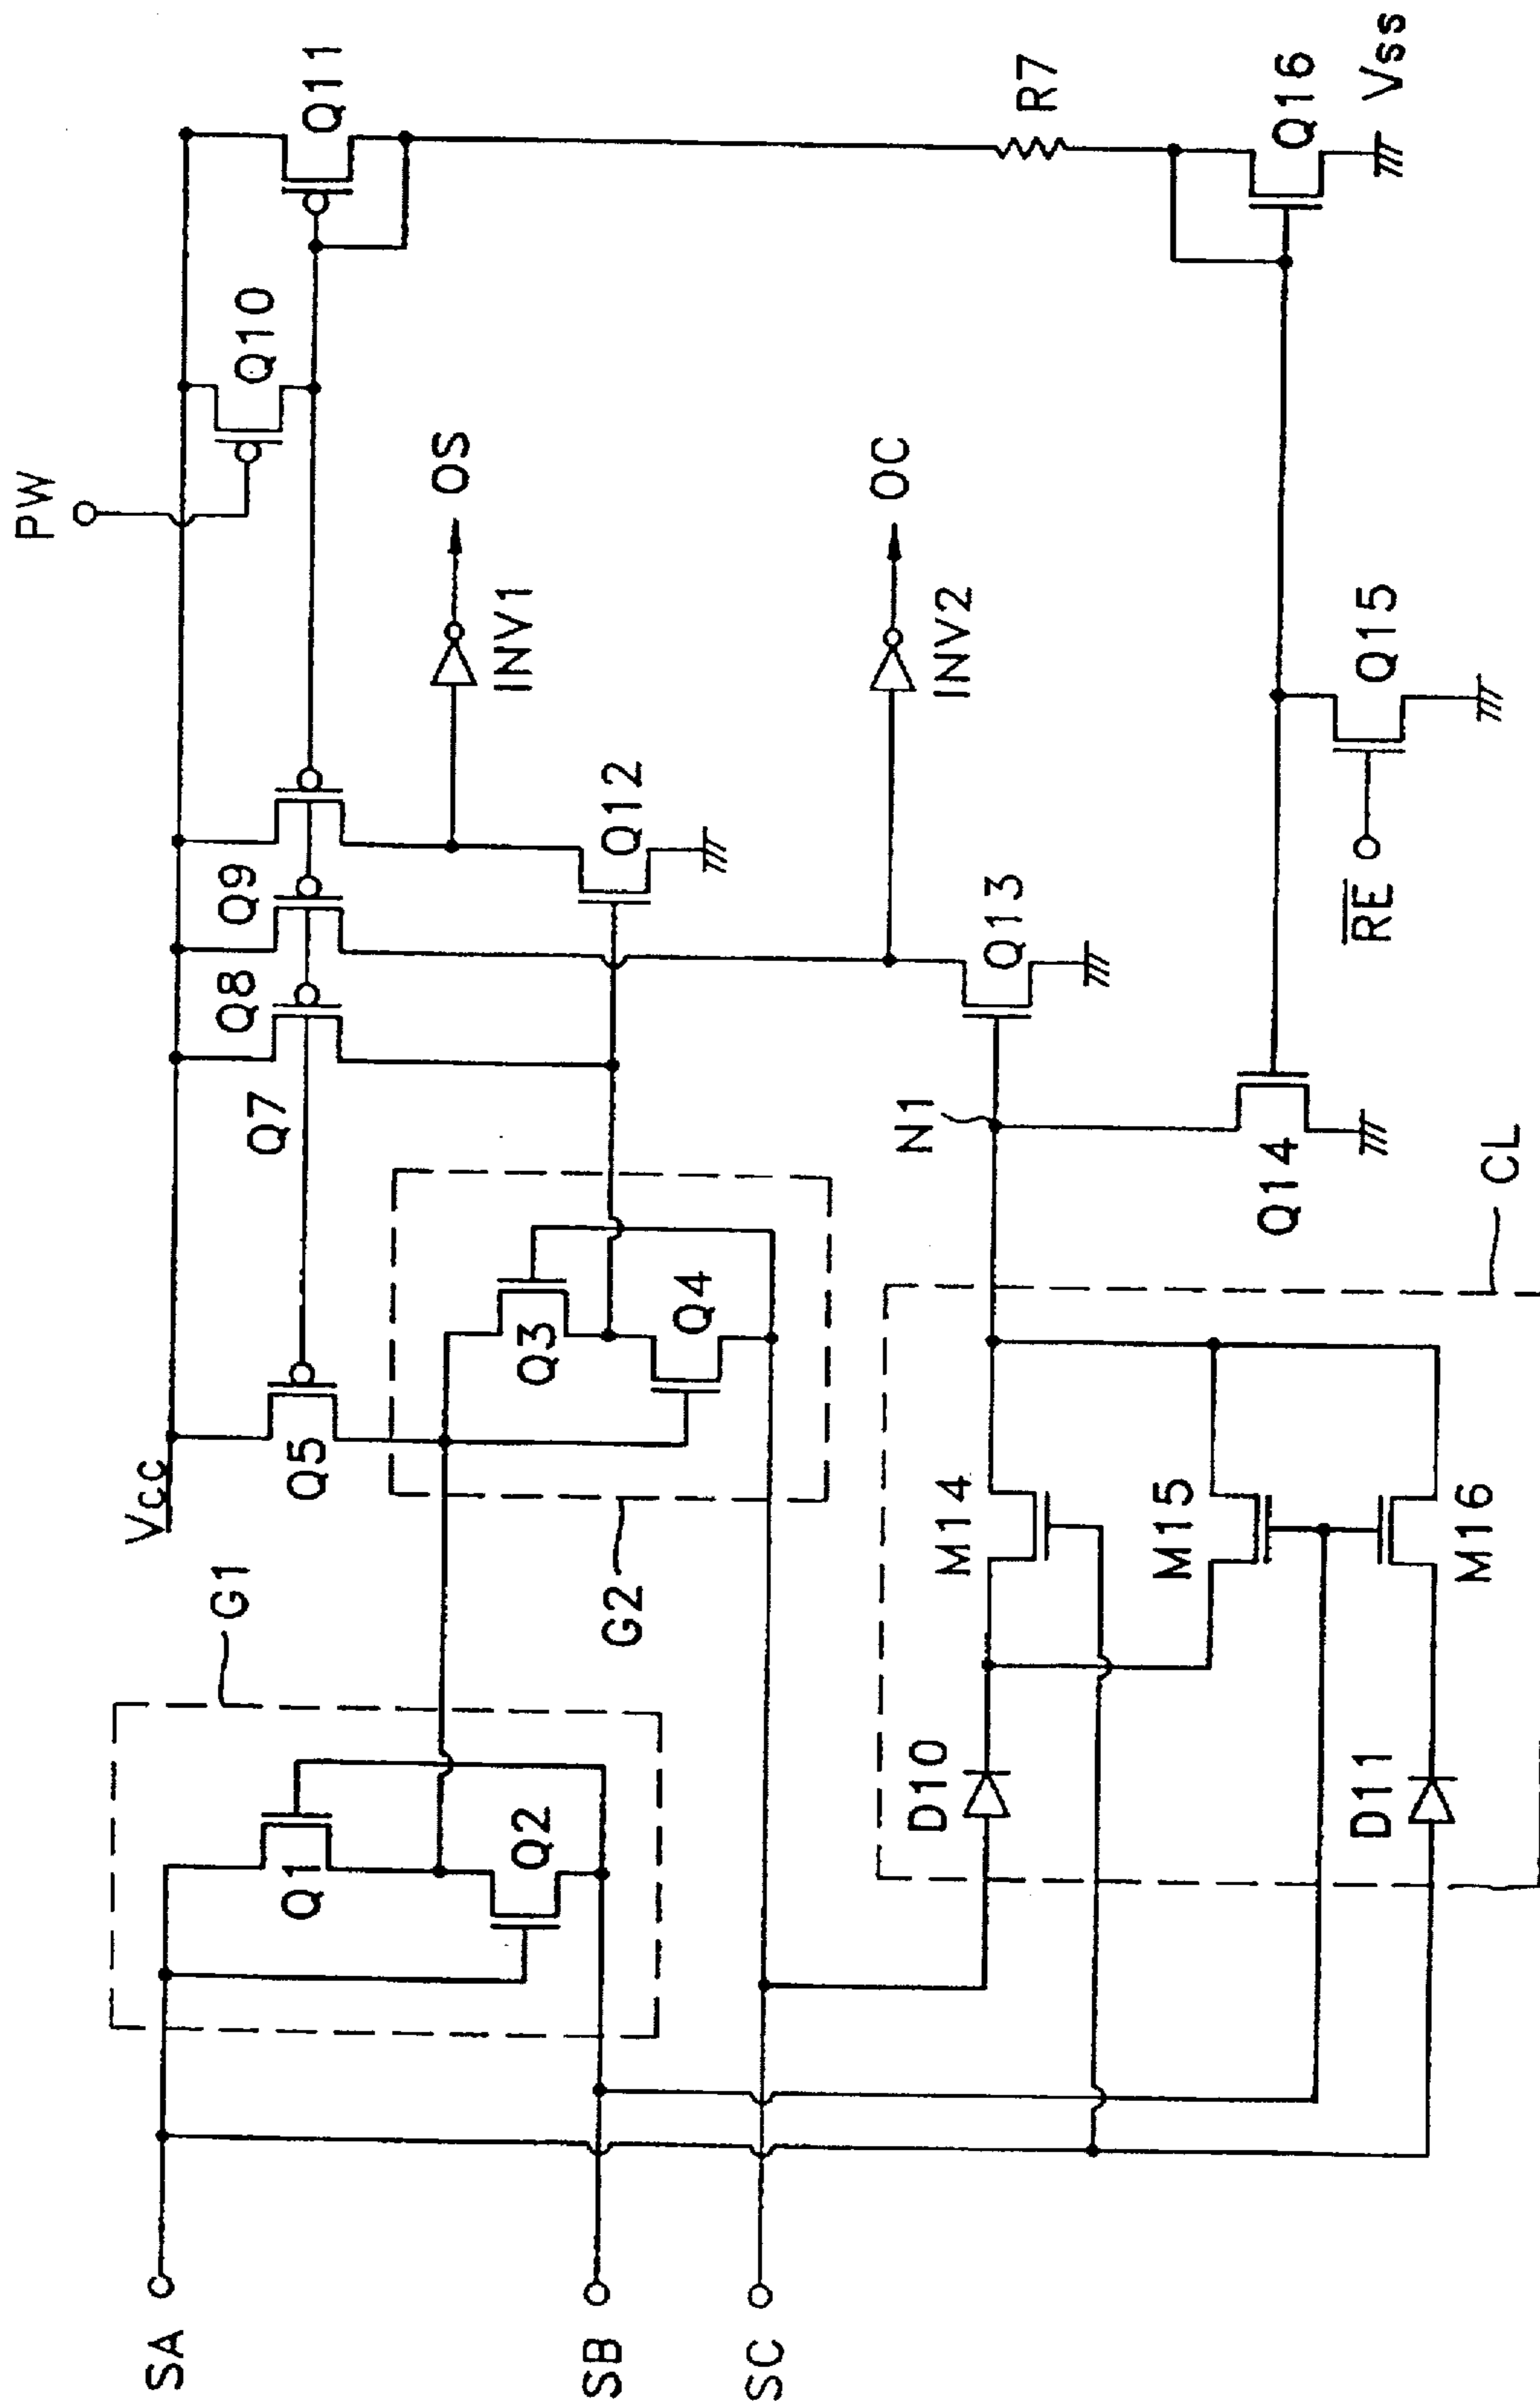 PW
Vcc
Q5
Q7
Q8
Q9
Q10
Q11
G1
Q1
Q2
G2
Q3
Q4
Q12
INV1
OS
SA
SB
SC
N1
Q13
INV2
OC
R7
CL
D10
M14
M15
D11
M16
Q14
RE
Q15
Q16
Vss